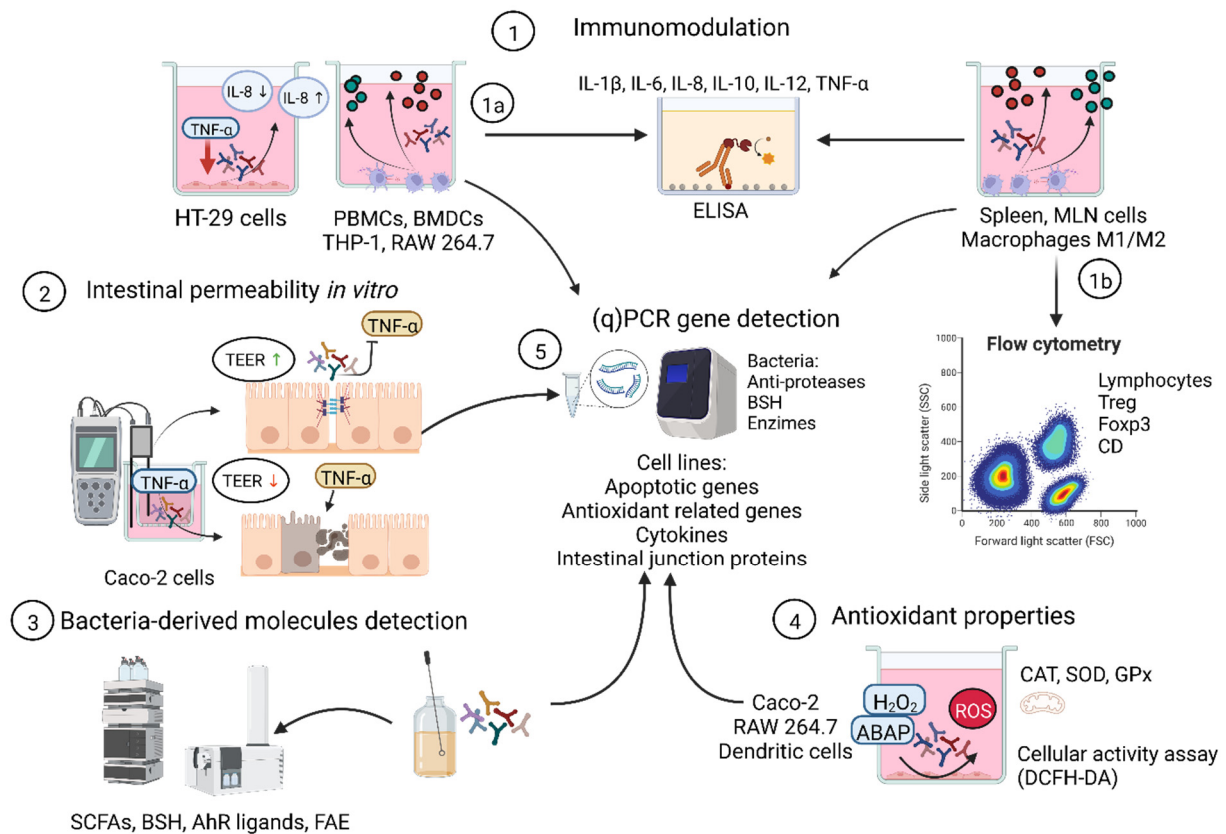 1 Immunomodulation
IL-8 ↓
IL-8 ↑
TNF-α
HT-29 cells
PBMCs, BMDCs
THP-1, RAW 264.7
1a
IL-1β, IL-6, IL-8, IL-10, IL-12, TNF-α
ELISA
Spleen, MLN cells
Macrophages M1/M2
1b
2 Intestinal permeability in vitro
TEER ↑
TNF-α
TNF-α
TEER ↓
TNF-α
Caco-2 cells
(q)PCR gene detection
5
Bacteria:
Anti-proteases
BSH
Enzimes
Cell lines:
Apoptotic genes
Antioxidant related genes
Cytokines
Intestinal junction proteins
Flow cytometry
Lymphocytes
Treg
Foxp3
CD
Side light scatter (SSC)
1000
800
600
400
200
0
0 200 400 600 800 1000
Forward light scatter (FSC)
3 Bacteria-derived molecules detection
SCFAs, BSH, AhR ligands, FAE
4 Antioxidant properties
Caco-2
RAW 264.7
Dendritic cells
H₂O₂
ABAP
ROS
CAT, SOD, GPx
Cellular activity assay
(DCFH-DA)